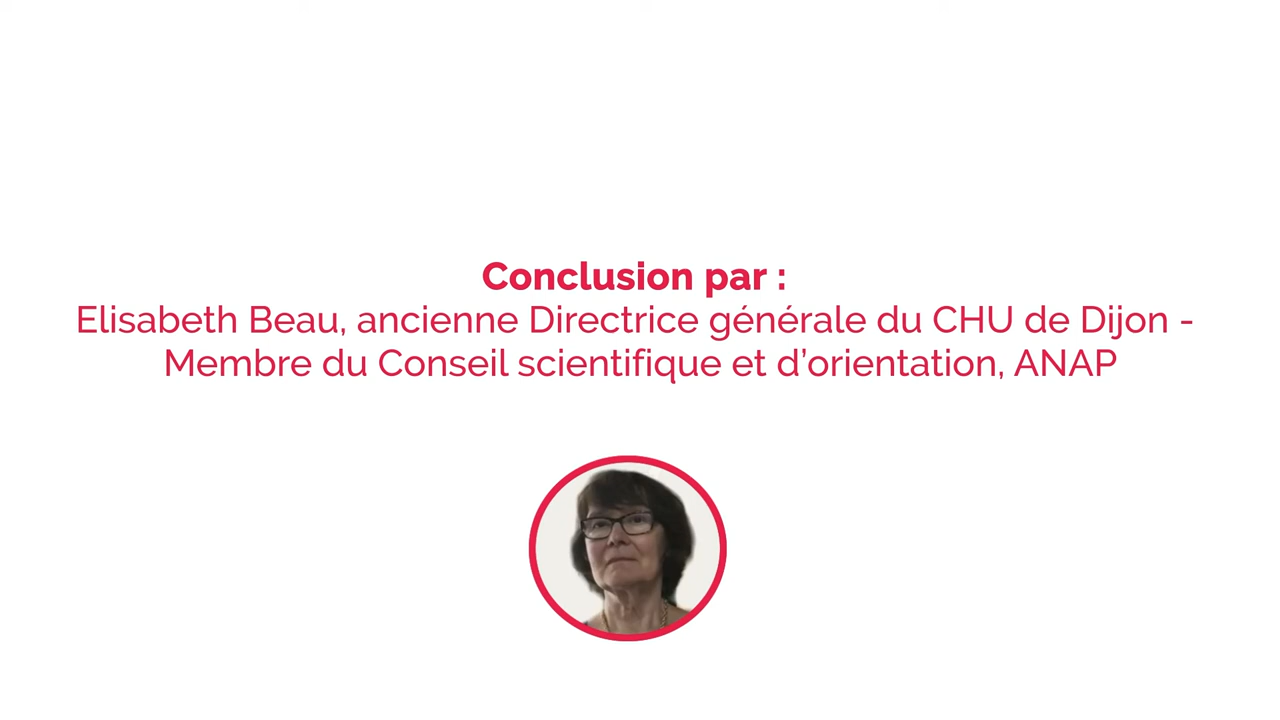 Conclusion par :
Elisabeth Beau, ancienne Directrice générale du CHU de Dijon -
Membre du Conseil scientifique et d’orientation, ANAP